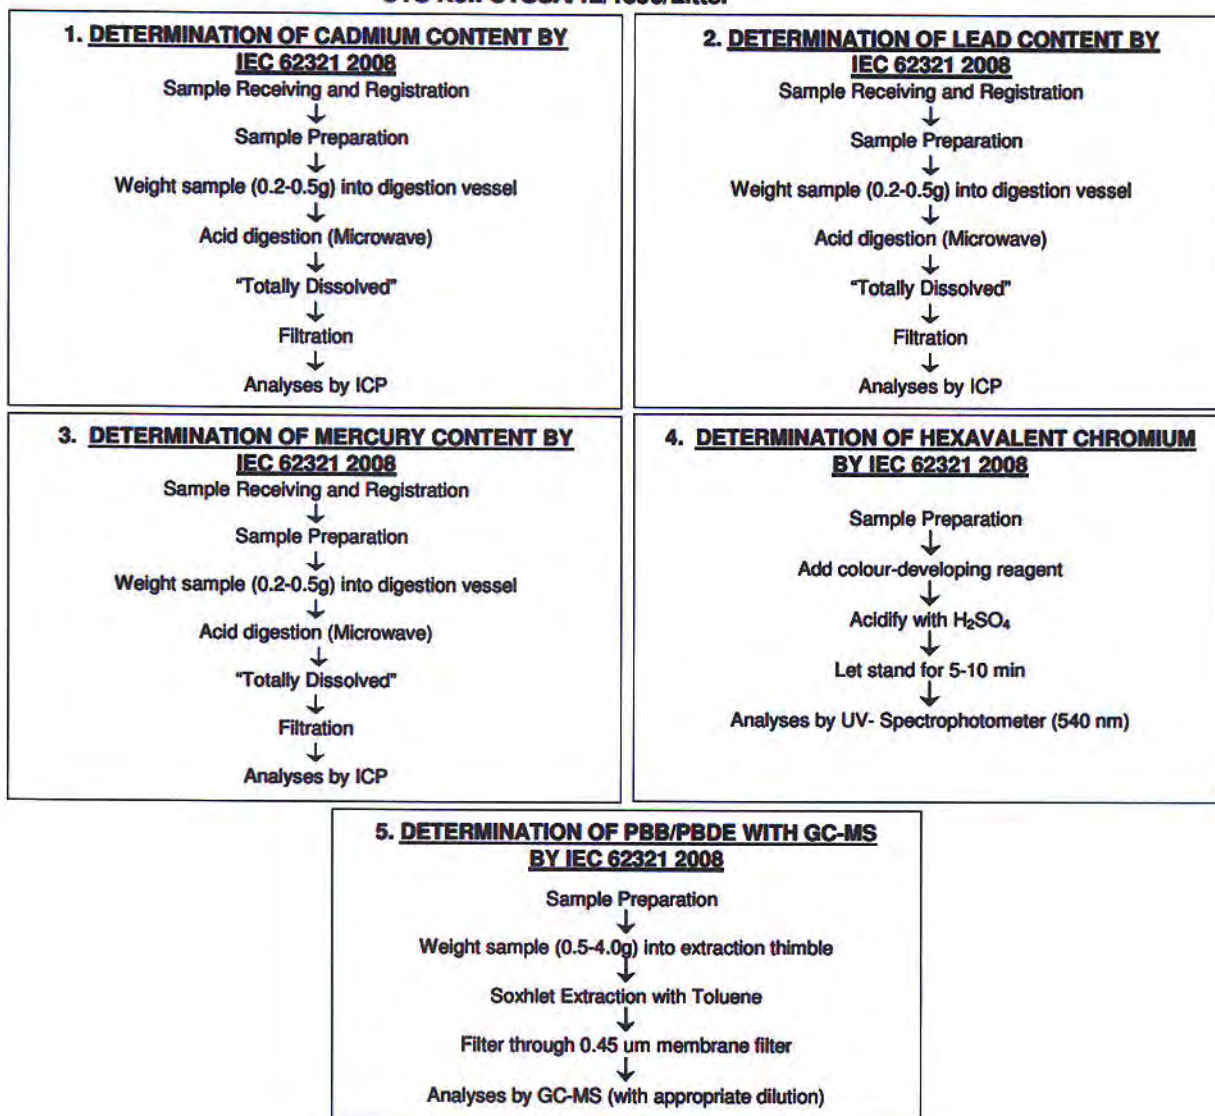 1. DETERMINATION OF CADMIUM CONTENT BY
IEC 62321 2008
Sample Receiving and Registration
Sample Preparation
Weight sample (0.2-0.5g) into digestion vessel
Acid digestion (Microwave)
"Totally Dissolved"
Filtration
Analyses by ICP
2. DETERMINATION OF LEAD CONTENT BY
IEC 62321 2008
Sample Receiving and Registration
Sample Preparation
Weight sample (0.2-0.5g) into digestion vessel
Acid digestion (Microwave)
"Totally Dissolved"
Filtration
Analyses by ICP
3. DETERMINATION OF MERCURY CONTENT BY
IEC 62321 2008
Sample Receiving and Registration
Sample Preparation
Weight sample (0.2-0.5g) into digestion vessel
Acid digestion (Microwave)
"Totally Dissolved"
Filtration
Analyses by ICP
4. DETERMINATION OF HEXAVALENT CHROMIUM
BY IEC 62321 2008
Sample Preparation
Add colour-developing reagent
Acidify with H₂SO₄
Let stand for 5-10 min
Analyses by UV- Spectrophotometer (540 nm)
5. DETERMINATION OF PBB/PBDE WITH GC-MS
BY IEC 62321 2008
Sample Preparation
Weight sample (0.5-4.0g) into extraction thimble
Soxhlet Extraction with Toluene
Filter through 0.45 um membrane filter
Analyses by GC-MS (with appropriate dilution)